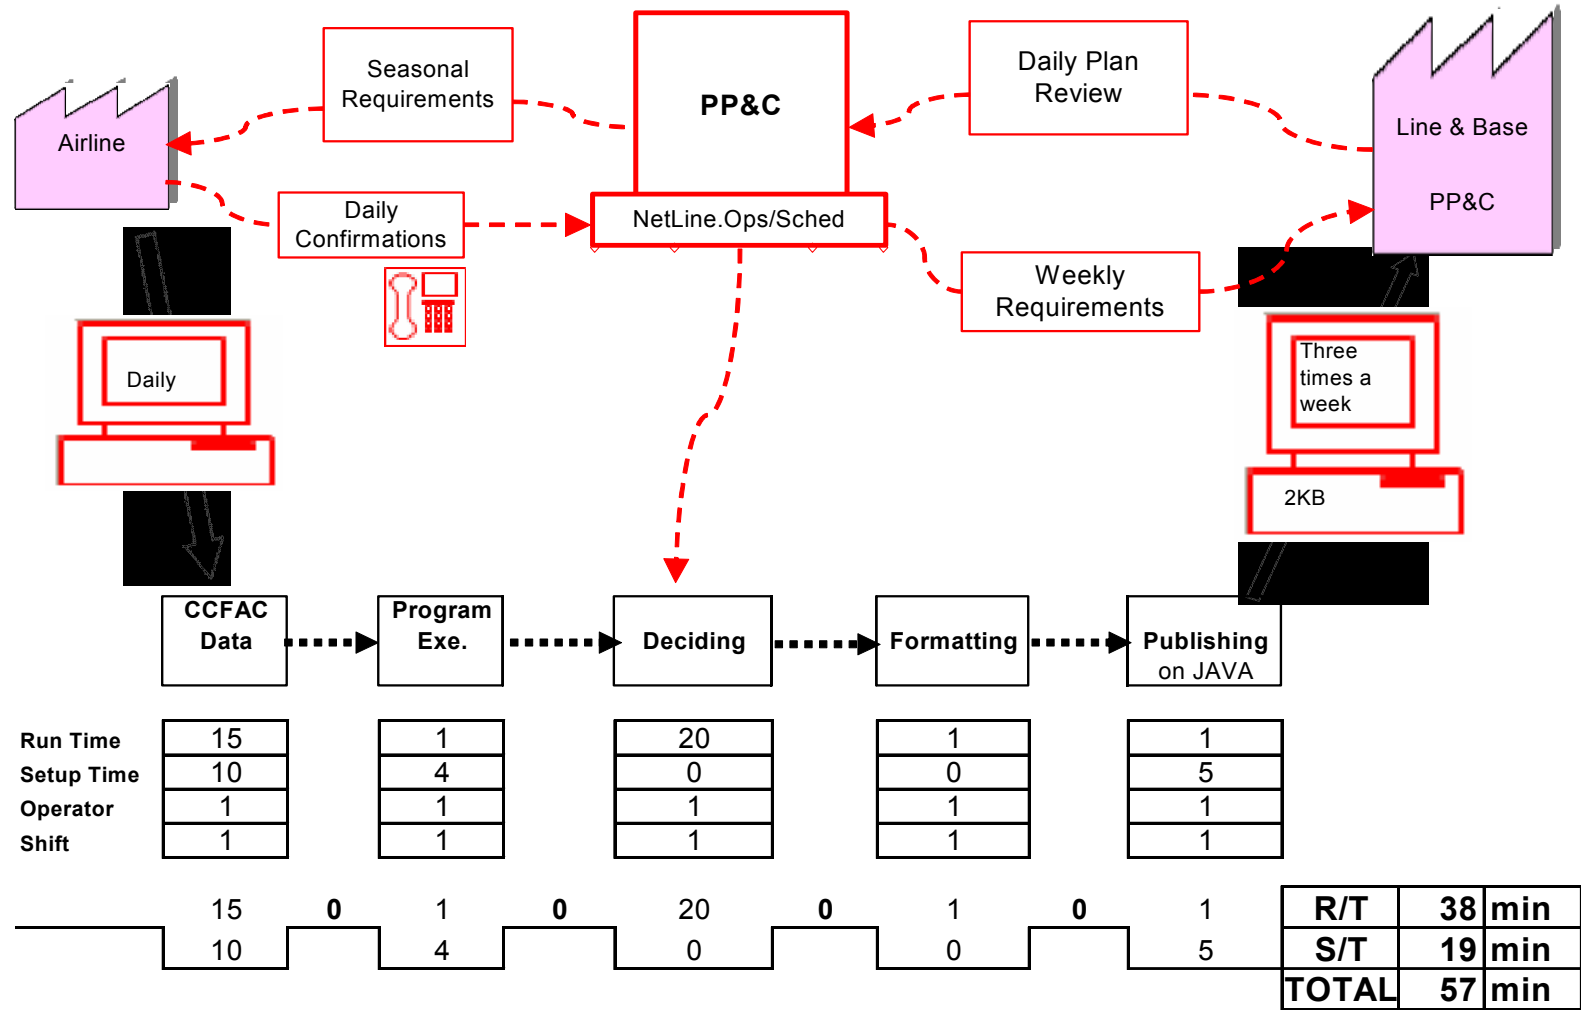 Airline
Seasonal
Requirements
PP&C
Daily Plan
Review
Line & Base
PP&C
Daily
Confirmations
NetLine.Ops/Sched
Weekly
Requirements
Daily
Three
times a
week
2KB
CCFAC
Data
Program
Exe.
Deciding
Formatting
Publishing
on JAVA
Run Time 15 1 20 1 1
Setup Time 10 4 0 0 5
Operator 1 1 1 1 1
Shift 1 1 1 1 1
15 0 1 0 20 0 1 0 1 R/T 38 min
10 4 0 0 5 S/T 19 min
TOTAL 57 min